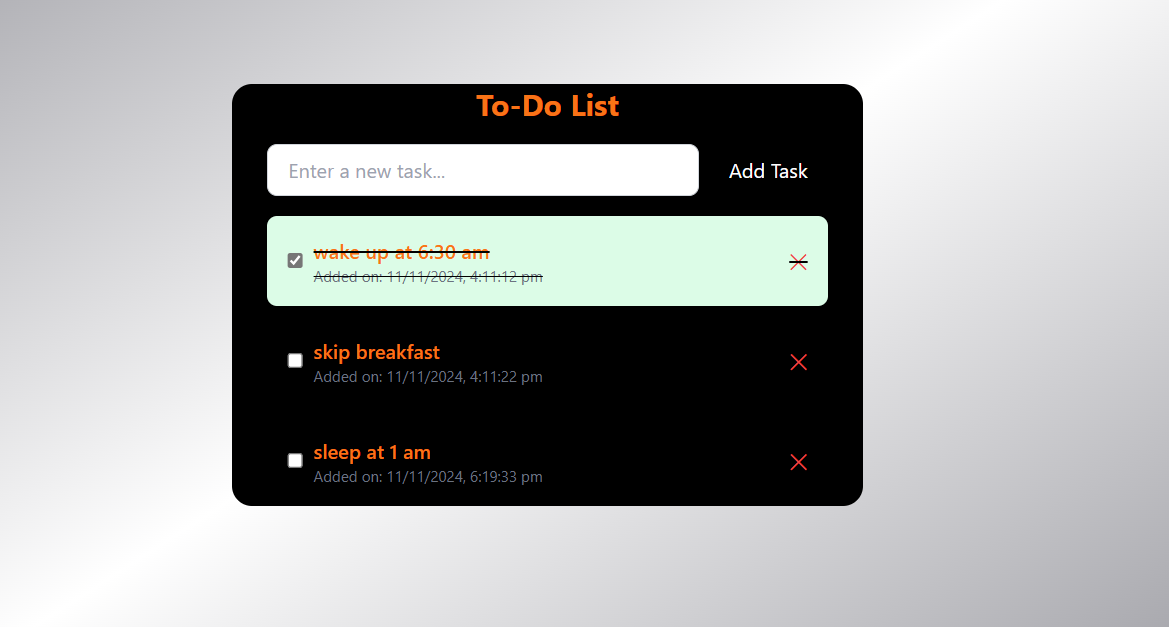 To-Do List
Enter a new task...
Add Task
wake up at 6:30 am
Added on: 11/11/2024, 4:11:12 pm
skip breakfast
Added on: 11/11/2024, 4:11:22 pm
sleep at 1 am
Added on: 11/11/2024, 6:19:33 pm